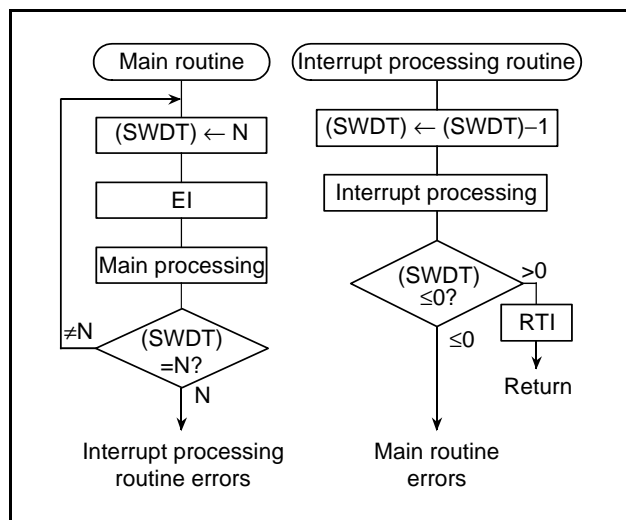 Main routine
(SWDT) ← N
EI
Main processing
(SWDT)
=N?
≠N
N
Interrupt processing
routine errors
Interrupt processing routine
(SWDT) ← (SWDT)−1
Interrupt processing
(SWDT)
≤0?
>0
≤0
RTI
Return
Main routine
errors